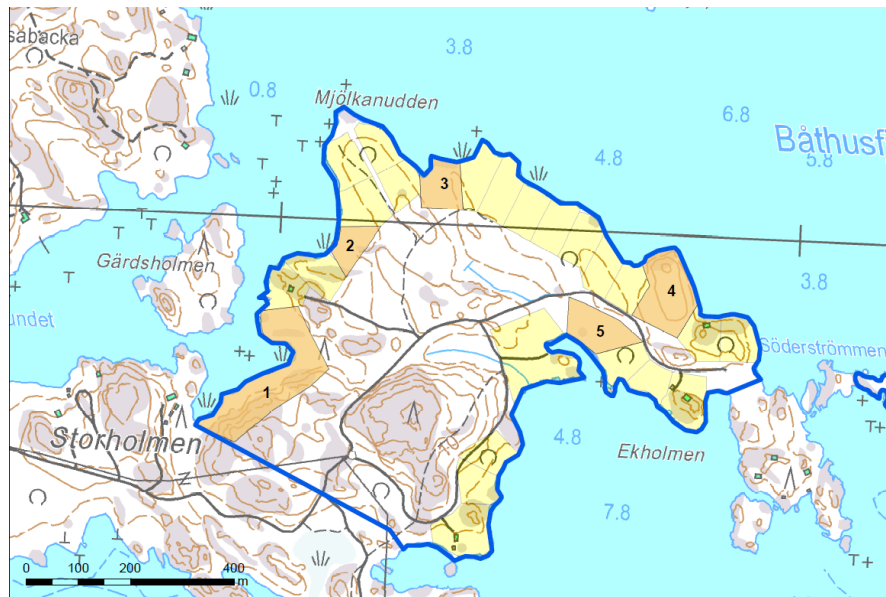 sabacka
3.8
0.8
Mjölkanudden
6.8
Båthusfj
5.8
4.8
3
2
Gärdsholmen
3.8
4
undet
5
Söderströmmen
1
Storholmen
4.8
Ekholmen
7.8
0 100 200 400
m